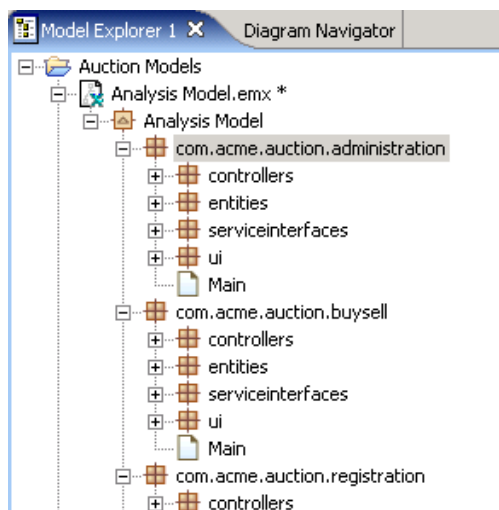 Model Explorer 1 Diagram Navigator
Auction Models
Analysis Model.emx *
Analysis Model
com.acme.auction.administration
controllers
entities
serviceinterfaces
ui
Main
com.acme.auction.buysell
controllers
entities
serviceinterfaces
ui
Main
com.acme.auction.registration
controllers